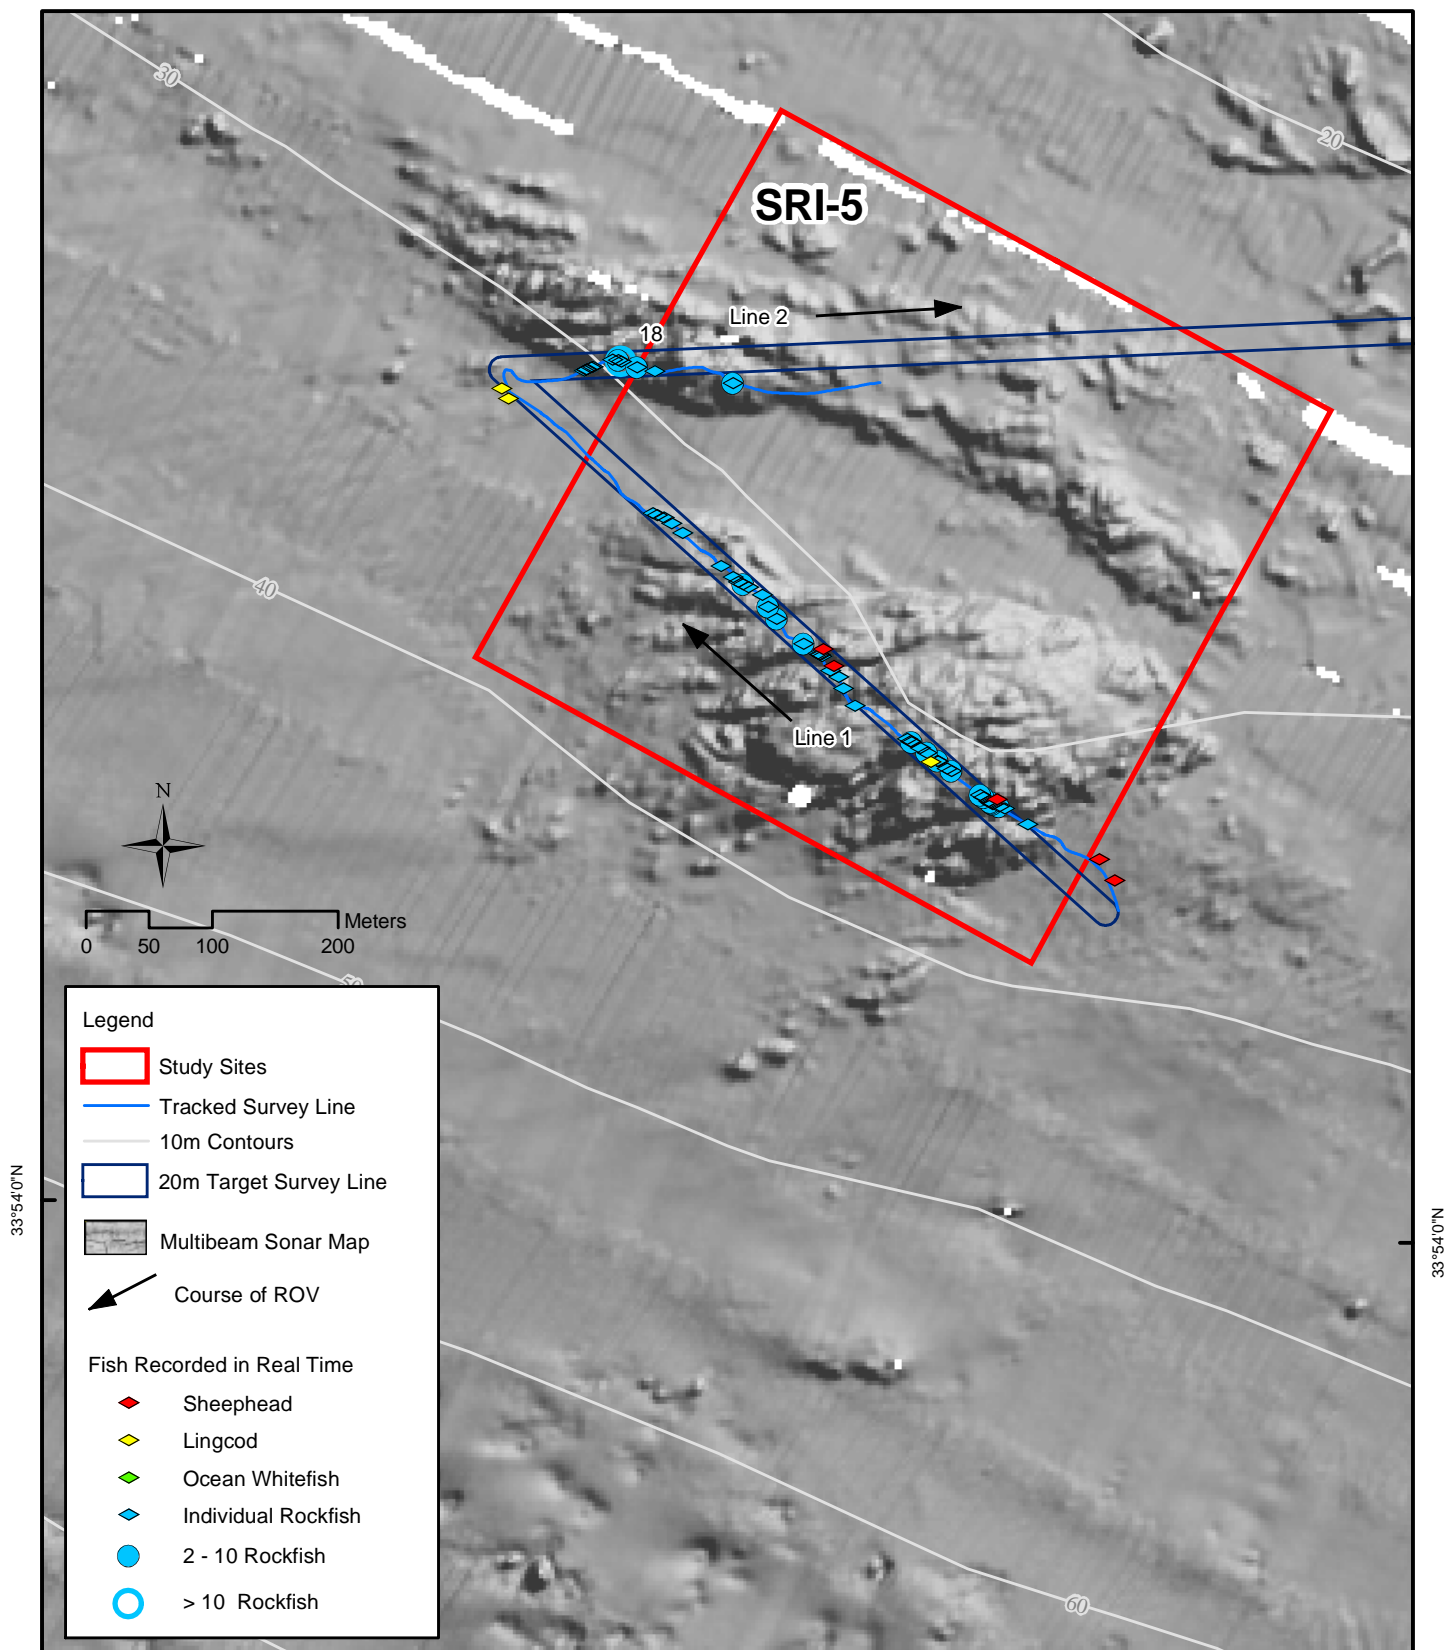 30
20
SRI-5
Line 2
18
40
Line 1
N
Meters
0 50 100 200
50
Legend
Study Sites
Tracked Survey Line
10m Contours
20m Target Survey Line
Multibeam Sonar Map
Course of ROV
Fish Recorded in Real Time
Sheephead
Lingcod
Ocean Whitefish
Individual Rockfish
2 - 10 Rockfish
> 10 Rockfish
33°54'0"N
33°54'0"N
60